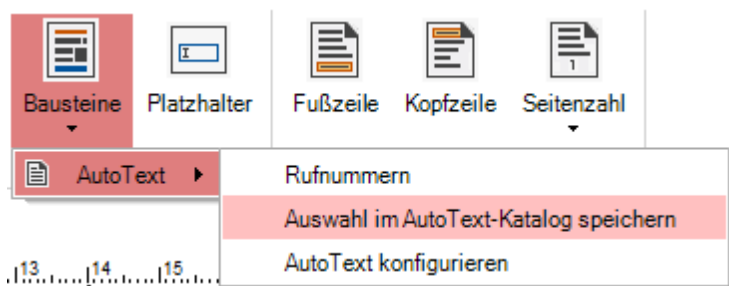 Bausteine Platzhalter Fußzeile Kopfzeile Seitenzahl
AutoText
Rufnummern
Auswahl im AutoText-Katalog speichern
AutoText konfigurieren
13 14 15